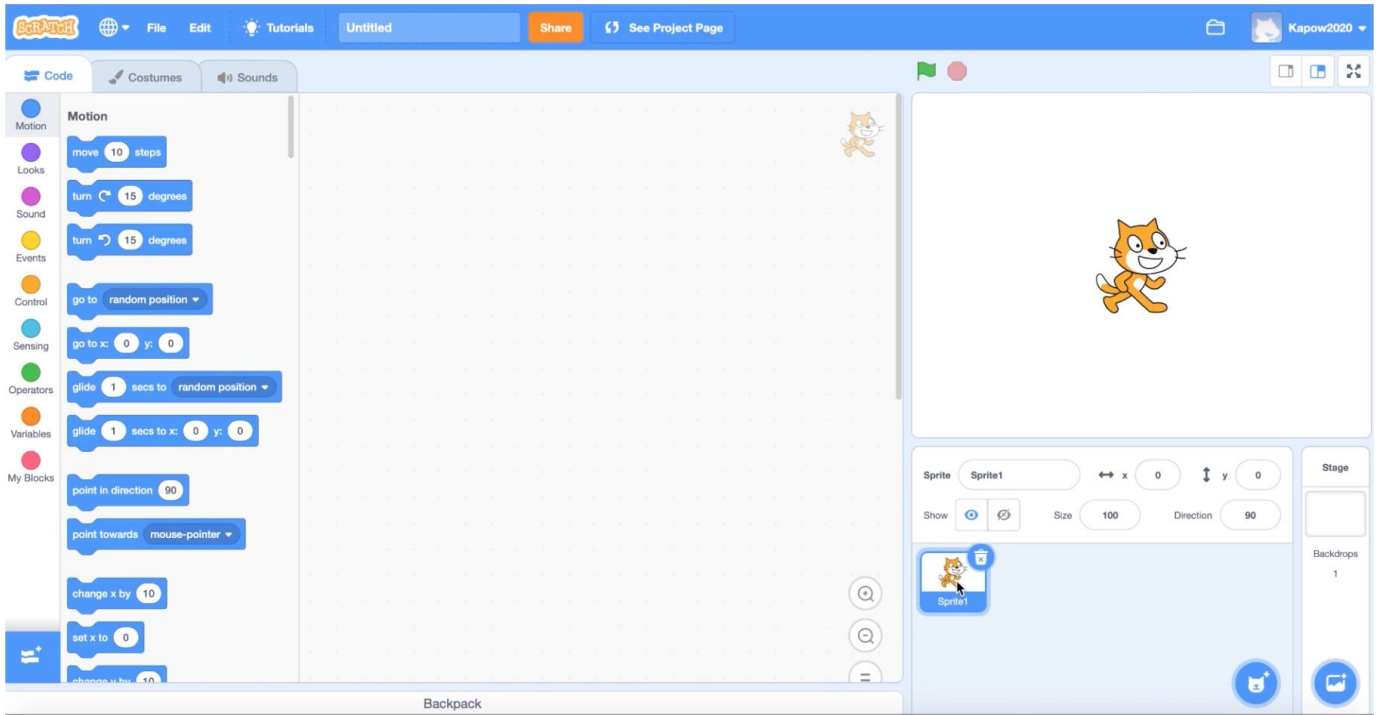 SCRATCH File Edit Tutorials Untitled Share See Project Page Kapow2020
Code Costumes Sounds
Motion
Looks
Sound
Events
Control
Sensing
Operators
Variables
My Blocks
Motion
move 10 steps
turn 15 degrees
turn 15 degrees
go to random position
go to x: 0 y: 0
glide 1 secs to random position
glide 1 secs to x: 0 y: 0
point in direction 90
point towards mouse-pointer
change x by 10
set x to 0
change y by 10
Backpack
Sprite Sprite1 x 0 y 0
Show Size 100 Direction 90
Sprite1
Stage
Backdrops
1